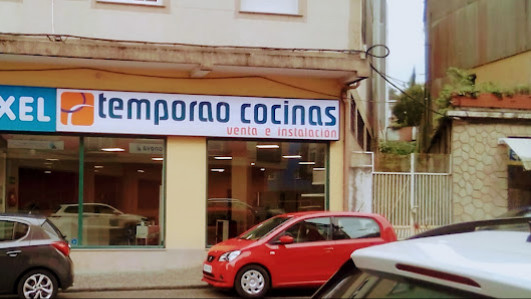 XEL
temporao cocinas
venta e instalación